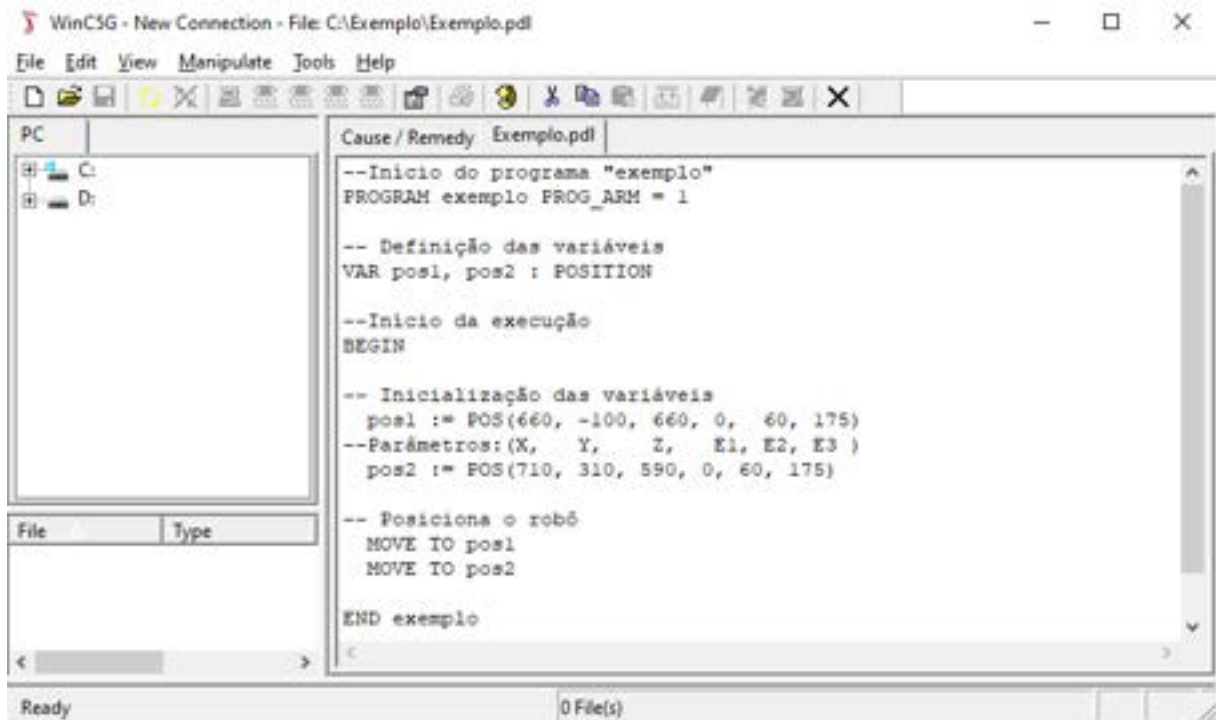 WinC5G - New Connection - File: C:\Exemplo\Exemplo.pdl
File Edit View Manipulate Tools Help
PC
C:
D:
File Type
Cause / Remedy Exemplo.pdl
--Início do programa "exemplo"
PROGRAM exemplo PROG_ARM = 1
-- Definição das variáveis
VAR pos1, pos2 : POSITION
--Início da execução
BEGIN
-- Inicialização das variáveis
pos1 := POS(660, -100, 660, 0, 60, 175)
--Parâmetros:(X, Y, Z, E1, E2, E3 )
pos2 := POS(710, 310, 590, 0, 60, 175)
-- Posiciona o robô
MOVE TO pos1
MOVE TO pos2
END exemplo
Ready 0 File(s)